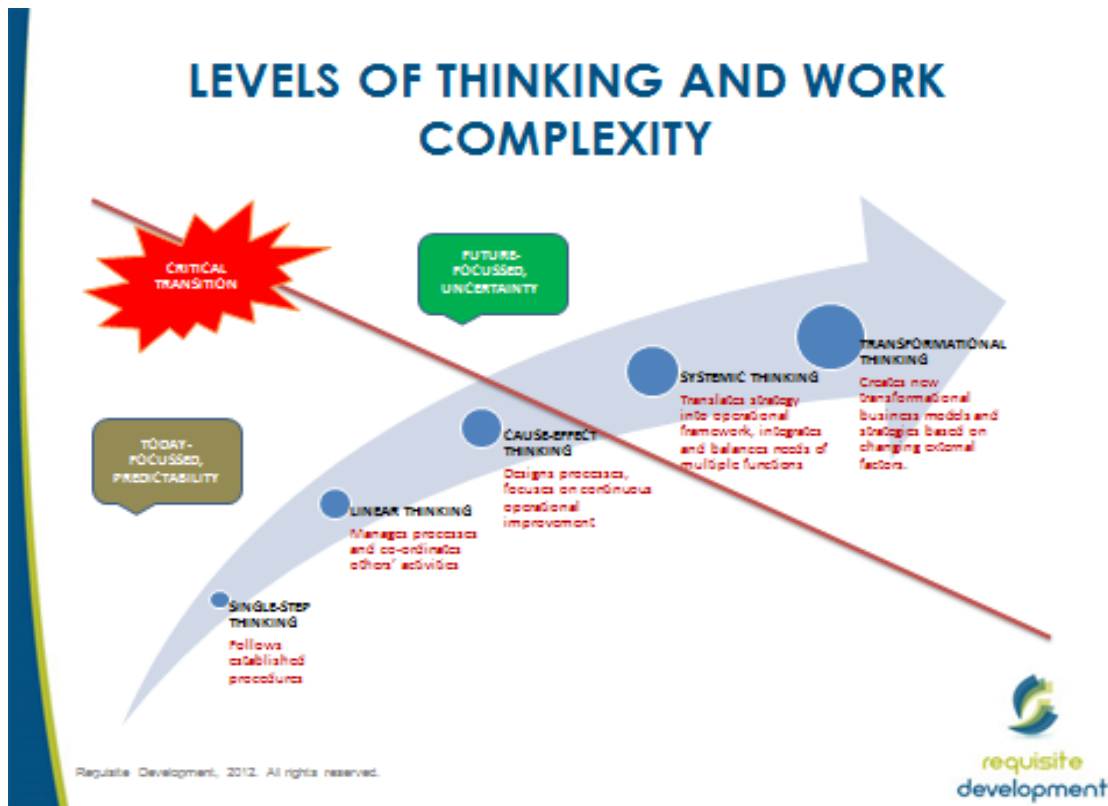 LEVELS OF THINKING AND WORK
COMPLEXITY
CRITICAL
TRANSITION
FUTURE-
FOCUSSED,
UNCERTAINTY
TODAY-
FOCUSSED,
PREDICTABILITY
TRANSFORMATIONAL
THINKING
Creates new
transformational
business models and
strategies based on
changing external
factors.
SYSTEMIC THINKING
Translates strategy
into operational
framework, integrates
and balances needs of
multiple functions
CAUSE-EFFECT
THINKING
Designs processes,
focuses on continuous
operational
improvement
LINEAR THINKING
Manages processes
and co-ordinates
others' activities
SINGLE-STEP
THINKING
Follows
established
procedures
Requisite Development, 2012. All rights reserved.
requisite
development